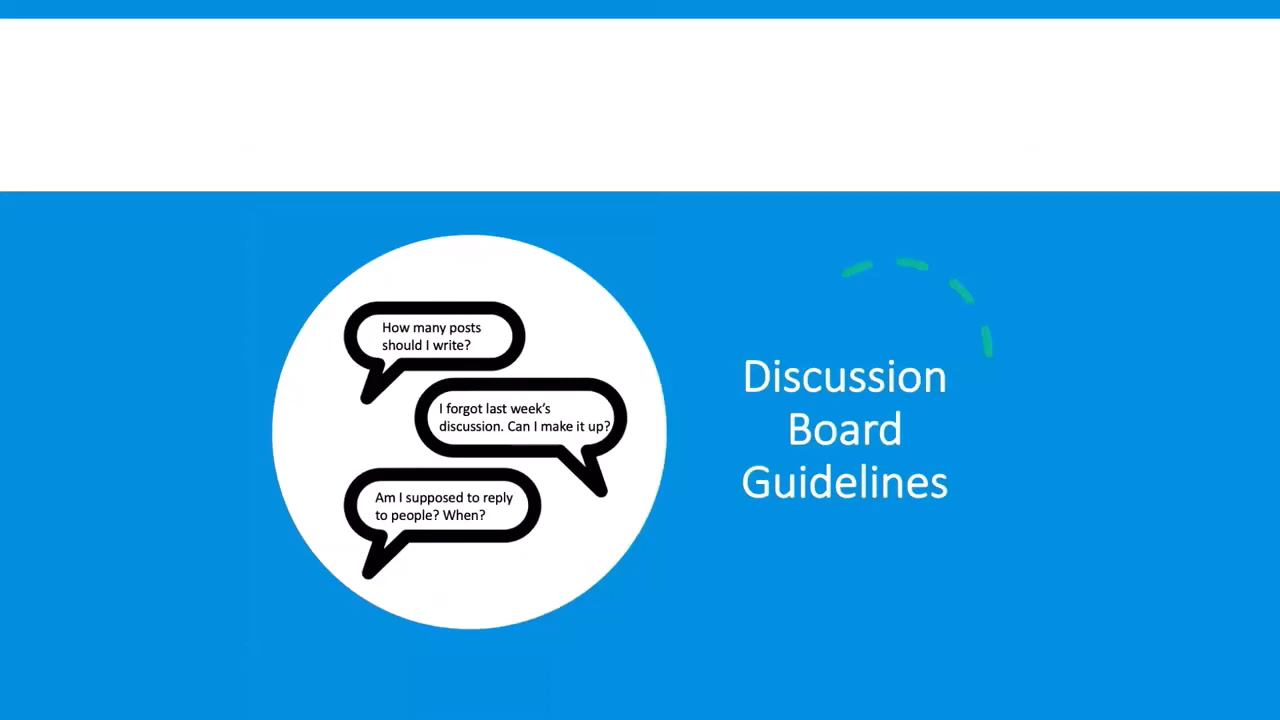 How many posts
should I write?
I forgot last week's
discussion. Can I make it up?
Am I supposed to reply
to people? When?
Discussion
Board
Guidelines